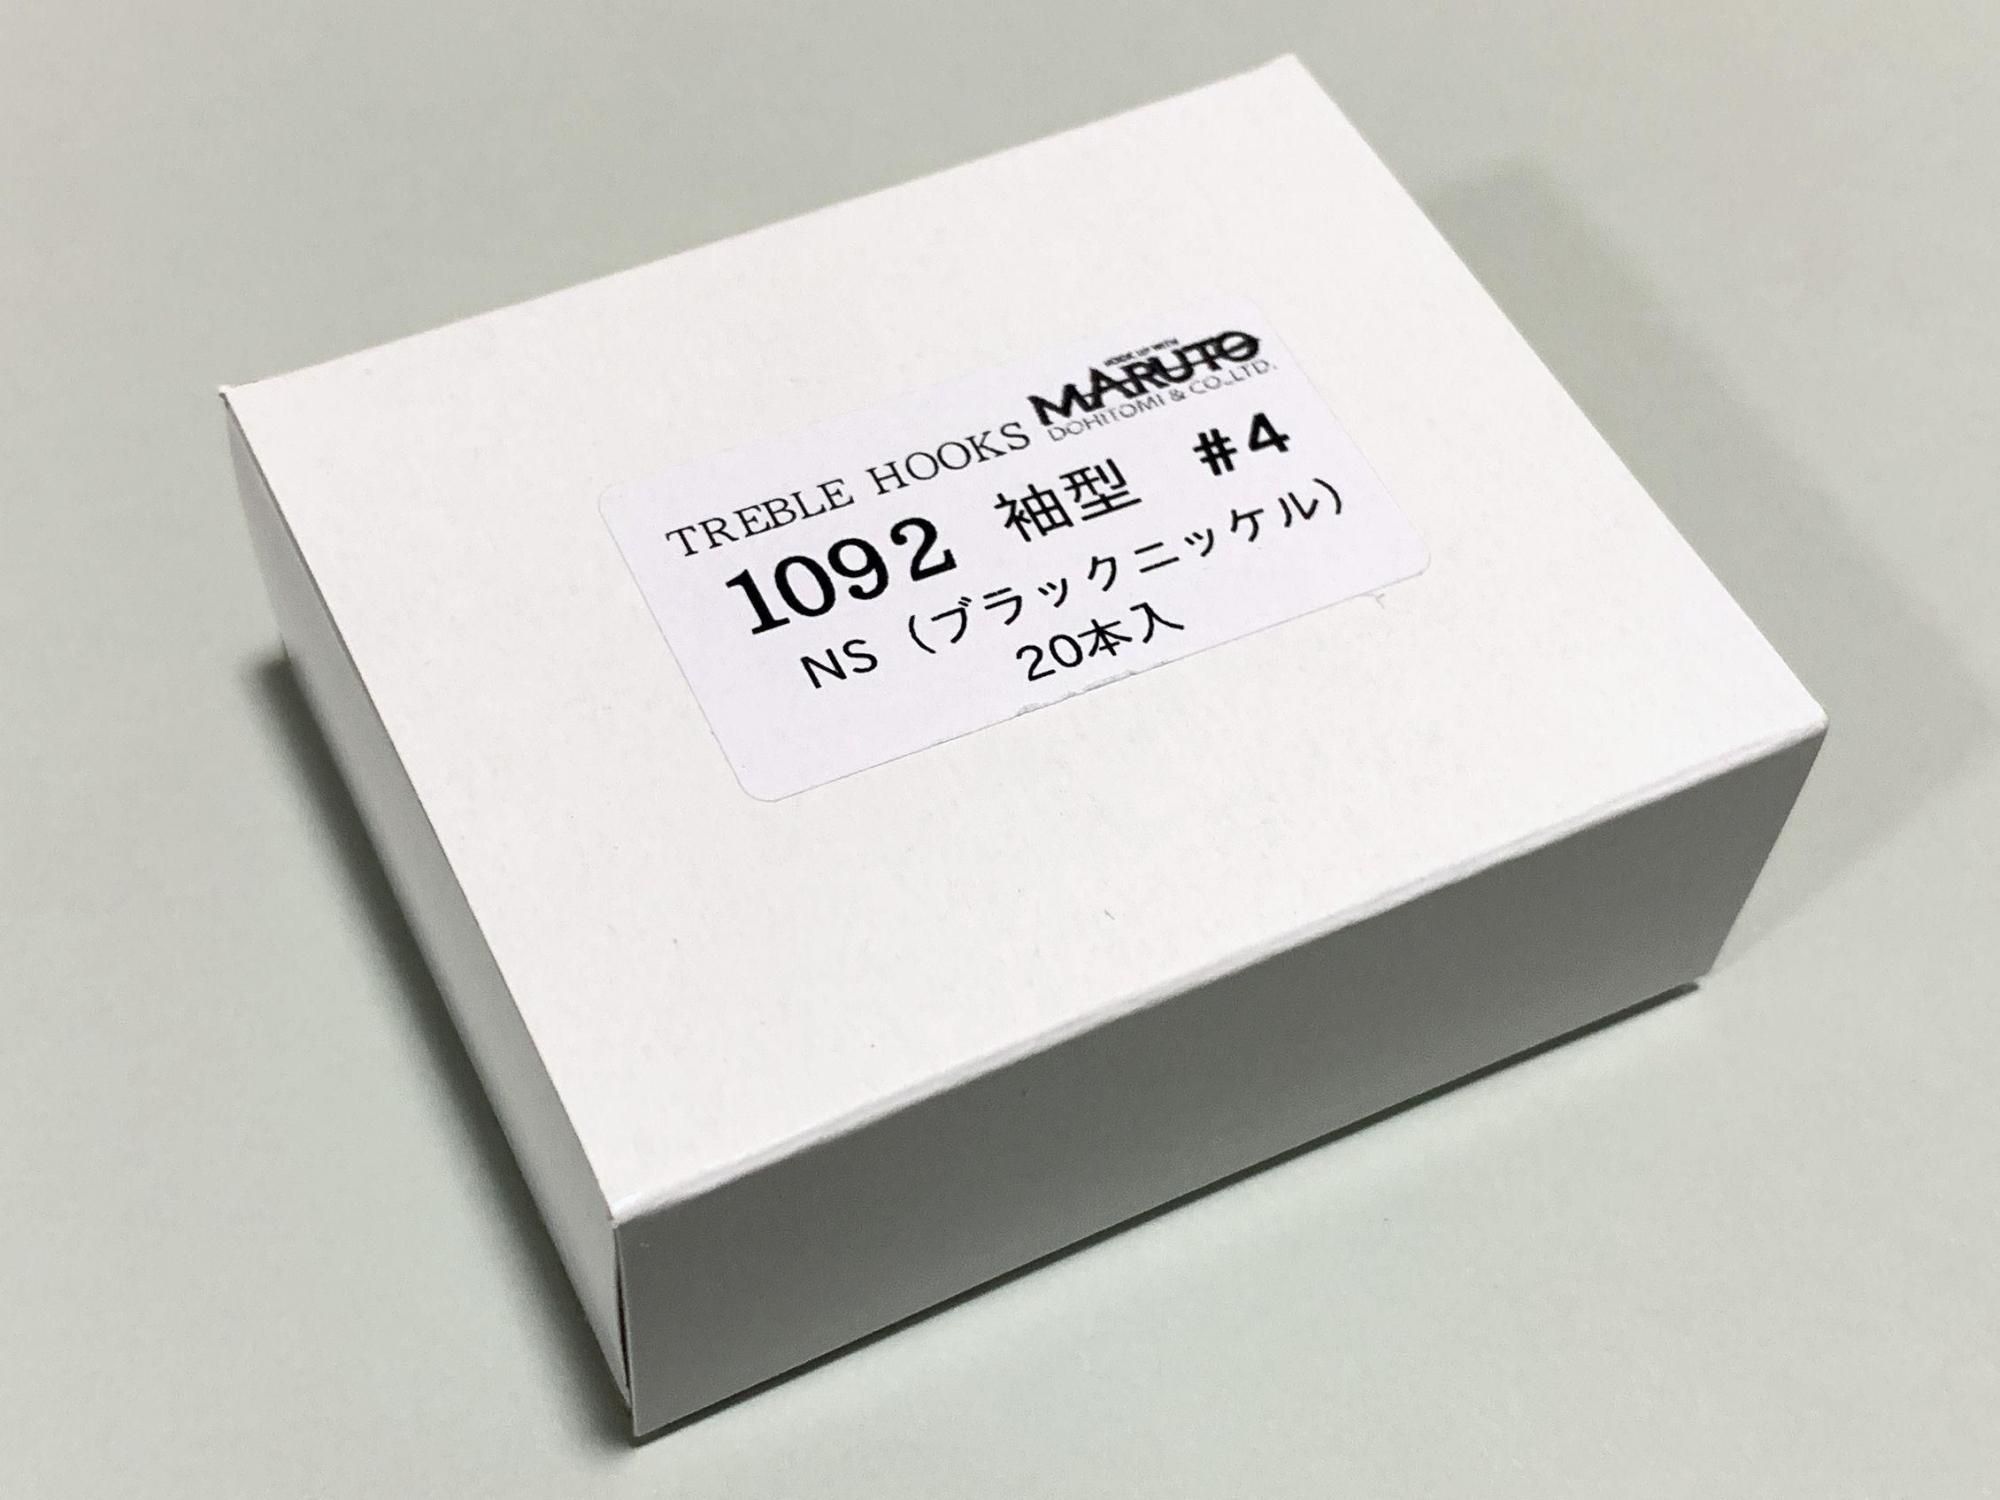 MARUTO
DOHITOMI & CO.,LTD.
TREBLE HOOKS
1092 袖型 #4
NS（ブラックニッケル）
20本入